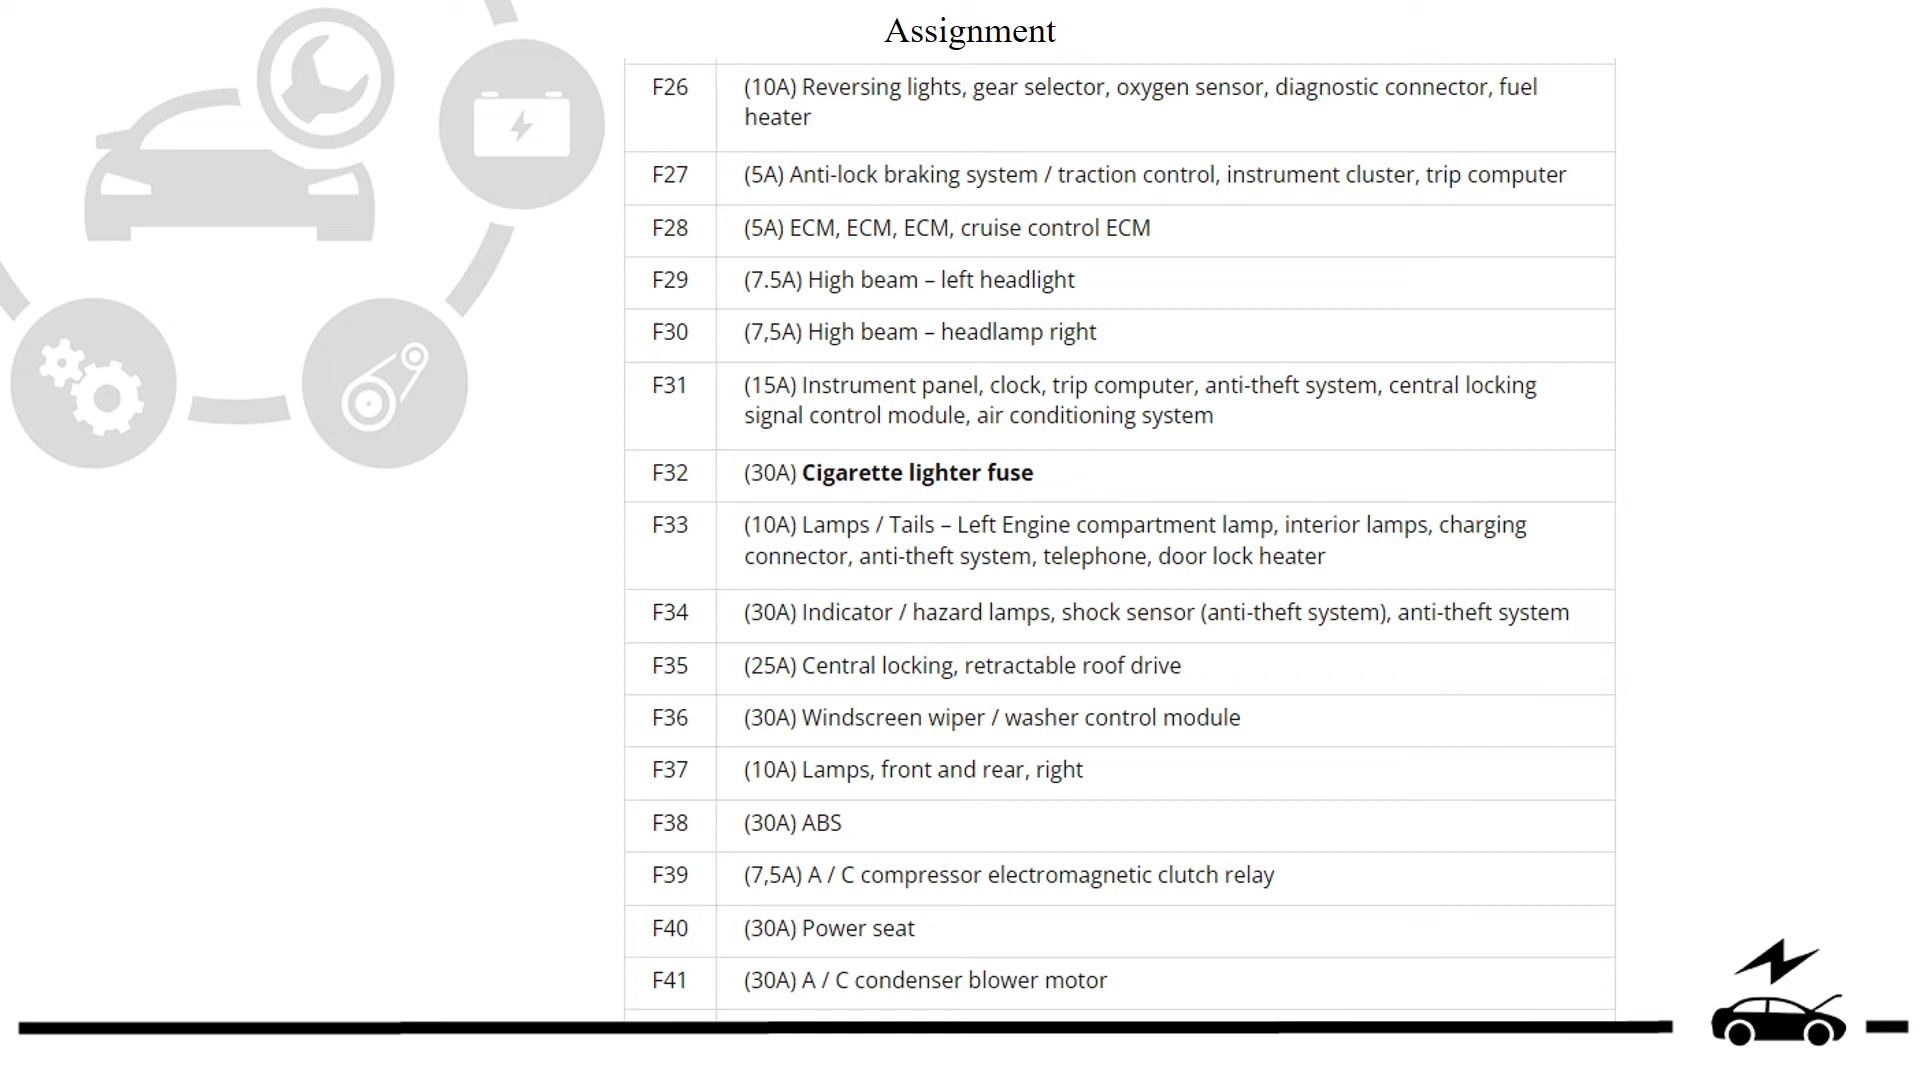 Assignment
F26 (10A) Reversing lights, gear selector, oxygen sensor, diagnostic connector, fuel
heater
F27 (5A) Anti-lock braking system / traction control, instrument cluster, trip computer
F28 (5A) ECM, ECM, ECM, cruise control ECM
F29 (7.5A) High beam – left headlight
F30 (7,5A) High beam – headlamp right
F31 (15A) Instrument panel, clock, trip computer, anti-theft system, central locking
signal control module, air conditioning system
F32 (30A) Cigarette lighter fuse
F33 (10A) Lamps / Tails – Left Engine compartment lamp, interior lamps, charging
connector, anti-theft system, telephone, door lock heater
F34 (30A) Indicator / hazard lamps, shock sensor (anti-theft system), anti-theft system
F35 (25A) Central locking, retractable roof drive
F36 (30A) Windscreen wiper / washer control module
F37 (10A) Lamps, front and rear, right
F38 (30A) ABS
F39 (7,5A) A / C compressor electromagnetic clutch relay
F40 (30A) Power seat
F41 (30A) A / C condenser blower motor